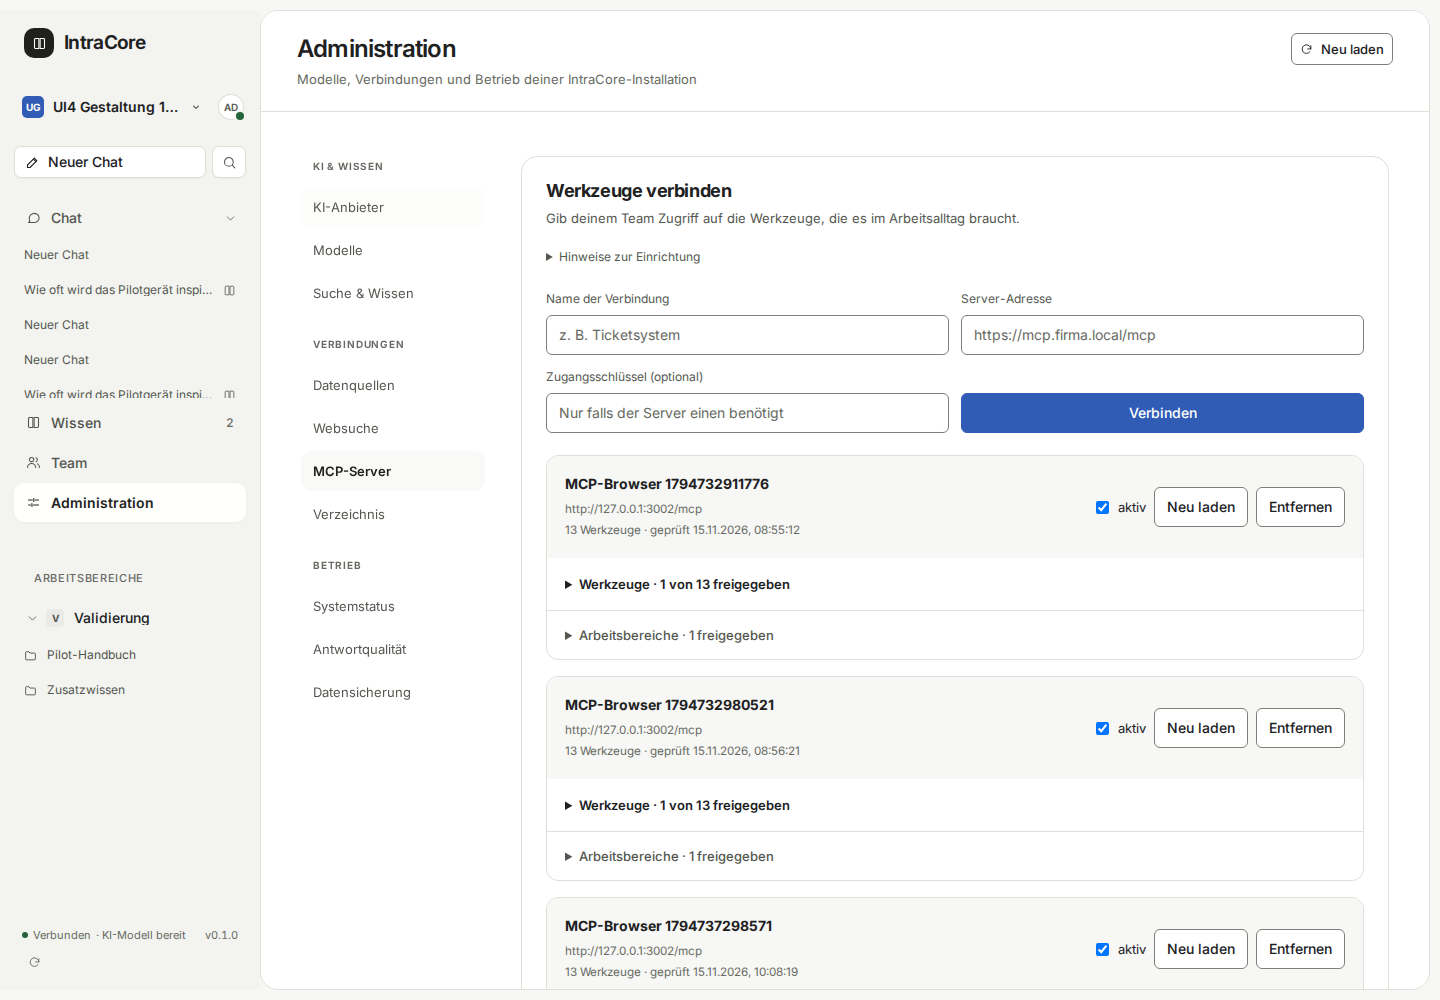 IntraCore
UG UI4 Gestaltung 1... AD
Neuer Chat
Chat
Neuer Chat
Wie oft wird das Pilotgerät inspi...
Neuer Chat
Neuer Chat
Wie oft wird das Pilotgerät inspi...
Wissen 2
Team
Administration
ARBEITSBEREICHE
V Validierung
Pilot-Handbuch
Zusatzwissen
Verbunden · KI-Modell bereit v0.1.0
Administration
Modelle, Verbindungen und Betrieb deiner IntraCore-Installation
Neu laden
KI & WISSEN
KI-Anbieter
Modelle
Suche & Wissen
VERBINDUNGEN
Datenquellen
Websuche
MCP-Server
Verzeichnis
BETRIEB
Systemstatus
Antwortqualität
Datensicherung
Werkzeuge verbinden
Gib deinem Team Zugriff auf die Werkzeuge, die es im Arbeitsalltag braucht.
Hinweise zur Einrichtung
Name der Verbindung Server-Adresse
z. B. Ticketsystem https://mcp.firma.local/mcp
Zugangsschlüssel (optional)
Nur falls der Server einen benötigt Verbinden
MCP-Browser 1794732911776
http://127.0.0.1:3002/mcp
13 Werkzeuge · geprüft 15.11.2026, 08:55:12
aktiv Neu laden Entfernen
Werkzeuge · 1 von 13 freigegeben
Arbeitsbereiche · 1 freigegeben
MCP-Browser 1794732980521
http://127.0.0.1:3002/mcp
13 Werkzeuge · geprüft 15.11.2026, 08:56:21
aktiv Neu laden Entfernen
Werkzeuge · 1 von 13 freigegeben
Arbeitsbereiche · 1 freigegeben
MCP-Browser 1794737298571
http://127.0.0.1:3002/mcp
13 Werkzeuge · geprüft 15.11.2026, 10:08:19
aktiv Neu laden Entfernen